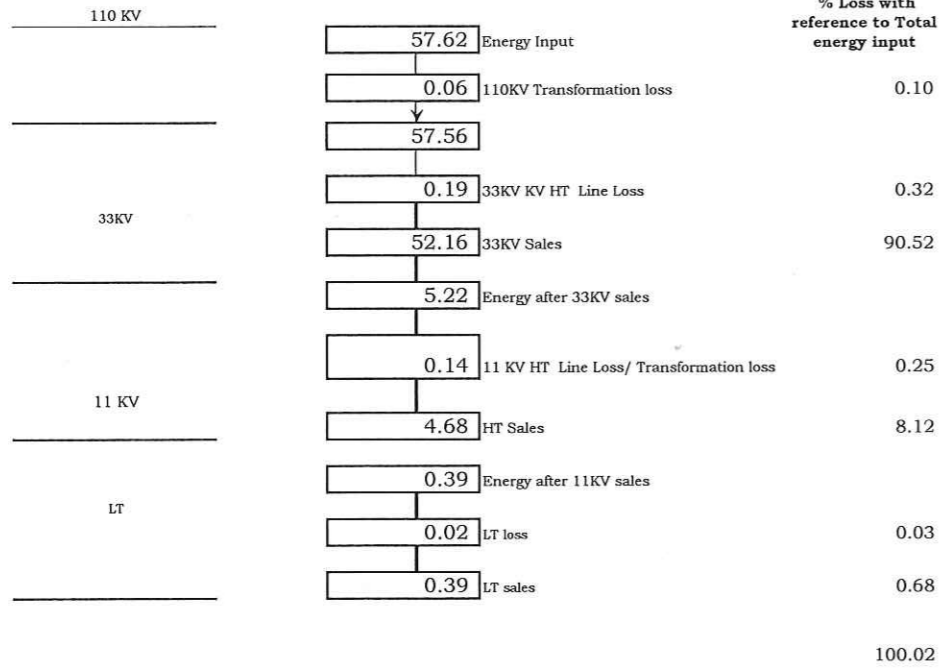 % Loss with
110 KV
reference to Total
energy input
57.62 Energy Input
0.06 110KV Transformation loss 0.10
57.56
0.19 33KV KV HT Line Loss 0.32
33KV
52.16 33KV Sales 90.52
5.22 Energy after 33KV sales
0.14 11 KV HT Line Loss/ Transformation loss 0.25
11 KV
4.68 HT Sales 8.12
0.39 Energy after 11KV sales
LT
0.02 LT loss 0.03
0.39 LT sales 0.68
100.02